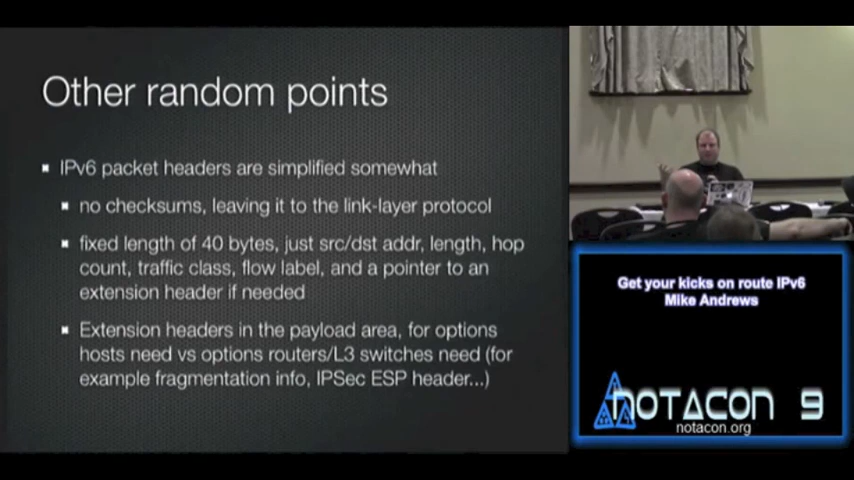 Other random points
IPv6 packet headers are simplified somewhat
no checksums, leaving it to the link-layer protocol
fixed length of 40 bytes, just src/dst addr, length, hop
count, traffic class, flow label, and a pointer to an
extension header if needed
Extension headers in the payload area, for options
hosts need vs options routers/L3 switches need (for
example fragmentation info, IPSec ESP header...)
Get your kicks on route IPv6
Mike Andrews
NOTACON 9
notacon.org